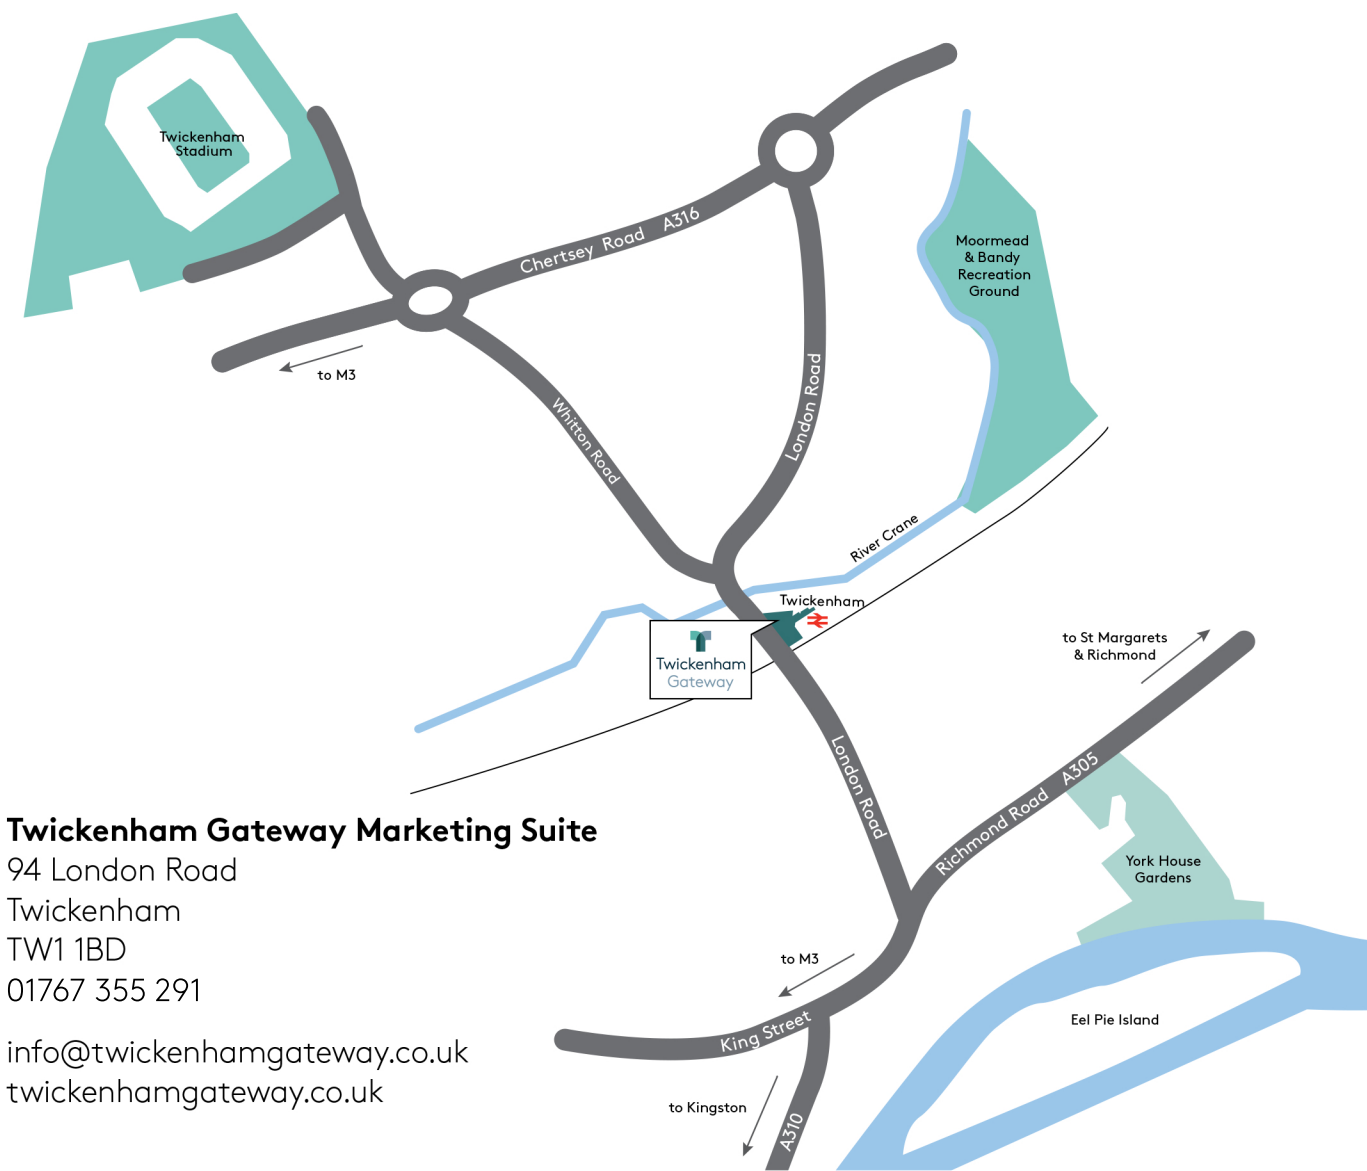 Twickenham
Stadium
Chertsey Road A316
Moormead
& Bandy
Recreation
Ground
to M3
London Road
Whitton Road
River Crane
Twickenham
Twickenham
Gateway
to St Margarets
& Richmond
London Road
Richmond Road A305
York House
Gardens
to M3
Eel Pie Island
King Street
to Kingston
A310
Twickenham Gateway Marketing Suite
94 London Road
Twickenham
TW1 1BD
01767 355 291
info@twickenhamgateway.co.uk
twickenhamgateway.co.uk